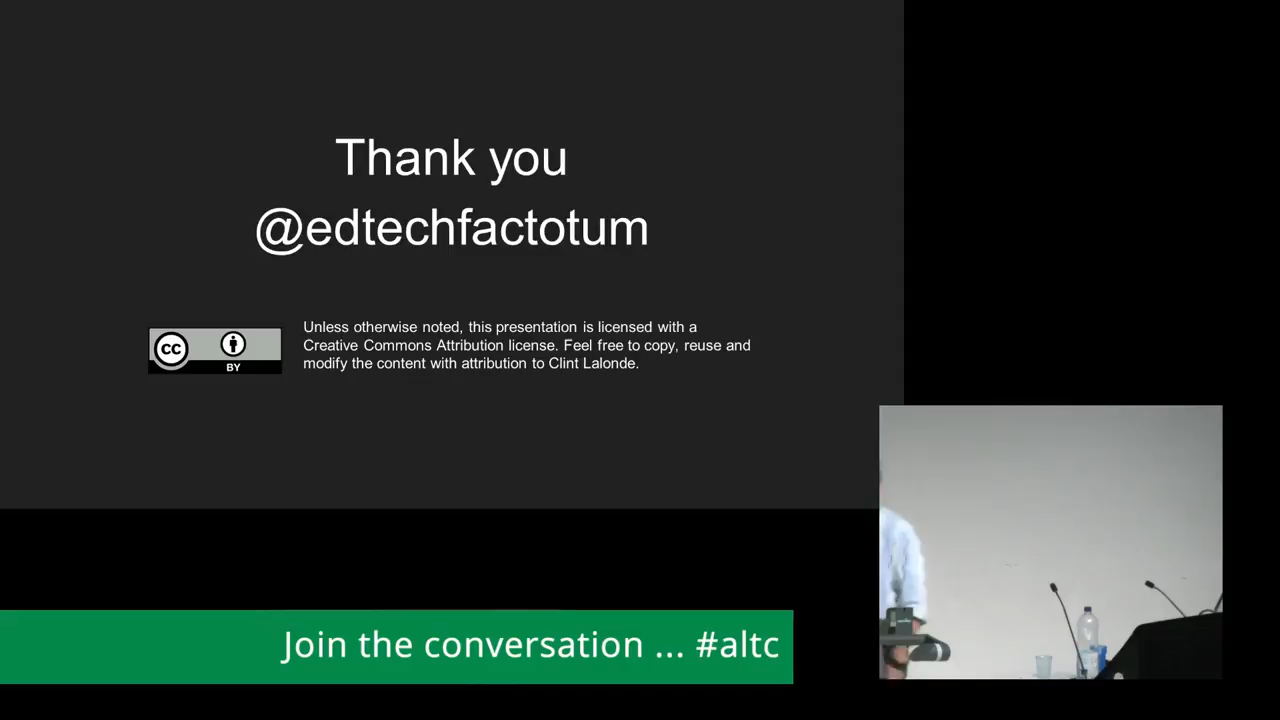 Thank you
@edtechfactotum
Unless otherwise noted, this presentation is licensed with a
Creative Commons Attribution license. Feel free to copy, reuse and
modify the content with attribution to Clint Lalonde.
cc
BY
Join the conversation ... #altc